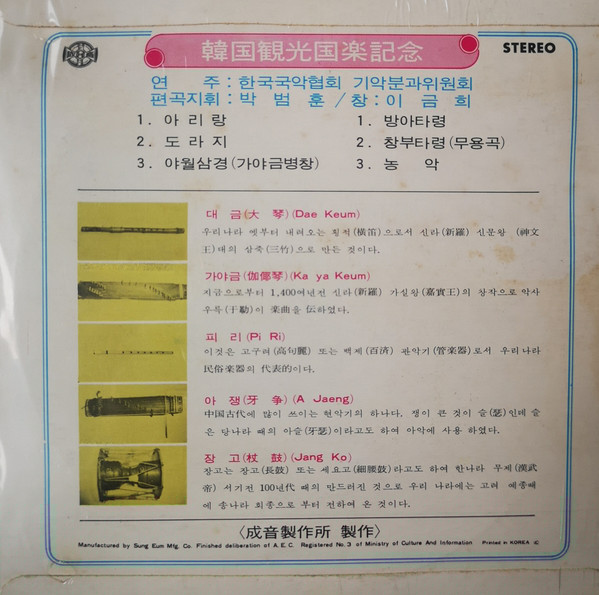 韓国観光国楽記念
STEREO
연 주 : 한국국악협회 기악분과위원회
편곡지휘 : 박 범 훈 / 창 : 이 금 희
1. 아 리 랑
2. 도 라 지
3. 야월삼경(가야금병창)
1. 방아타령
2. 창부타령(무용곡)
3. 농 악
대 금(大 琴) (Dae Keum)
우리나라 옛부터 내려오는 횡적(橫笛)으로서 신라(新羅) 신문왕 (神文
王)대의 삼죽(三竹)으로 만든 것이다.
가야금(伽倻琴) (Ka ya Keum)
지금으로부터 1,400여년전 신라(新羅) 가실왕(嘉實王)의 창작으로 악사
우륵(于勒)이 楽曲을 伝하였다.
피 리 (Pi Ri)
이것은 고구려(高句麗) 또는 백제(百済) 관악기(管楽器)로서 우리나라
民俗楽器의 代表的이다.
아 쟁(牙 争) (A Jaeng)
中国古代에 많이 쓰이는 현악기의 하나다. 쟁이 큰 것이 슬(瑟)인데 슬
은 당나라 때의 아슬(牙瑟)이라고도 하여 아악에 사용 하였다.
장 고(杖 鼓) (Jang Ko)
장고는 장고(長鼓) 또는 세요고(細腰鼓)라고도 하여 한나라 무제(漢武
帝) 서기전 100년代 때의 만드러진 것으로 우리 나라에는 고려 예종때
에 송나라 휘종으로 부터 전하여 온 것이다.
〈成音製作所 製作〉
Manufactured by Sung Eum Mfg. Co. Finished deliberation of A.E.C. Registered No.3 of Ministry of Culture And Information
Printed in KOREA